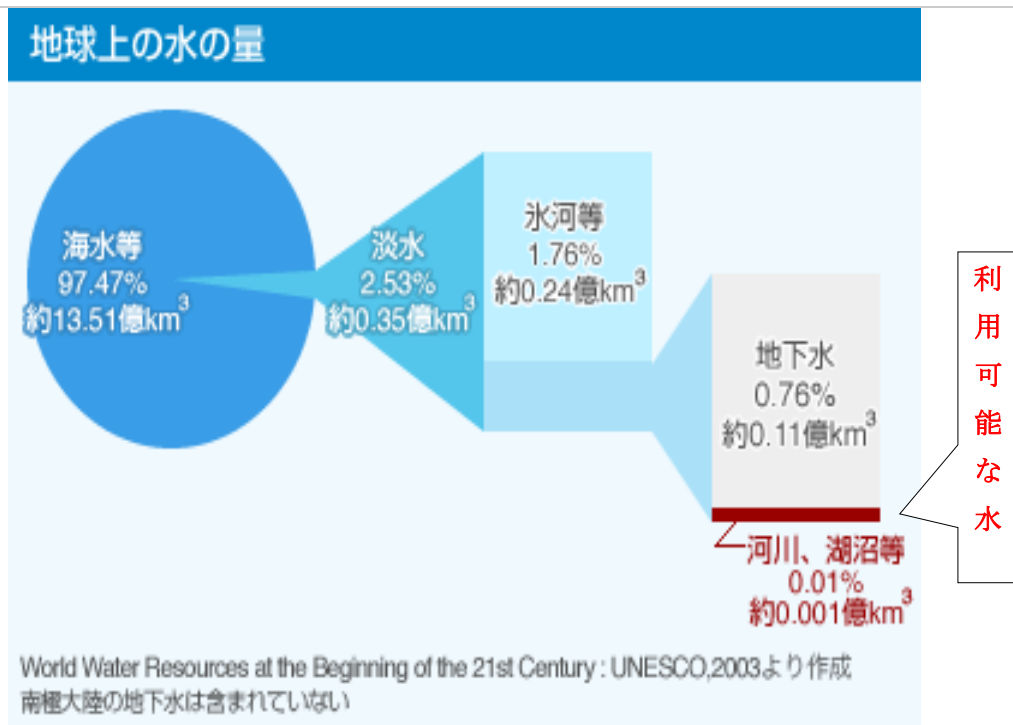 地球上の水の量
海水等
97.47%
約13.51億km³
淡水
2.53%
約0.35億km³
氷河等
1.76%
約0.24億km³
地下水
0.76%
約0.11億km³
河川、湖沼等
0.01%
約0.001億km³
利用可能な水
World Water Resources at the Beginning of the 21st Century : UNESCO,2003より作成
南極大陸の地下水は含まれていない